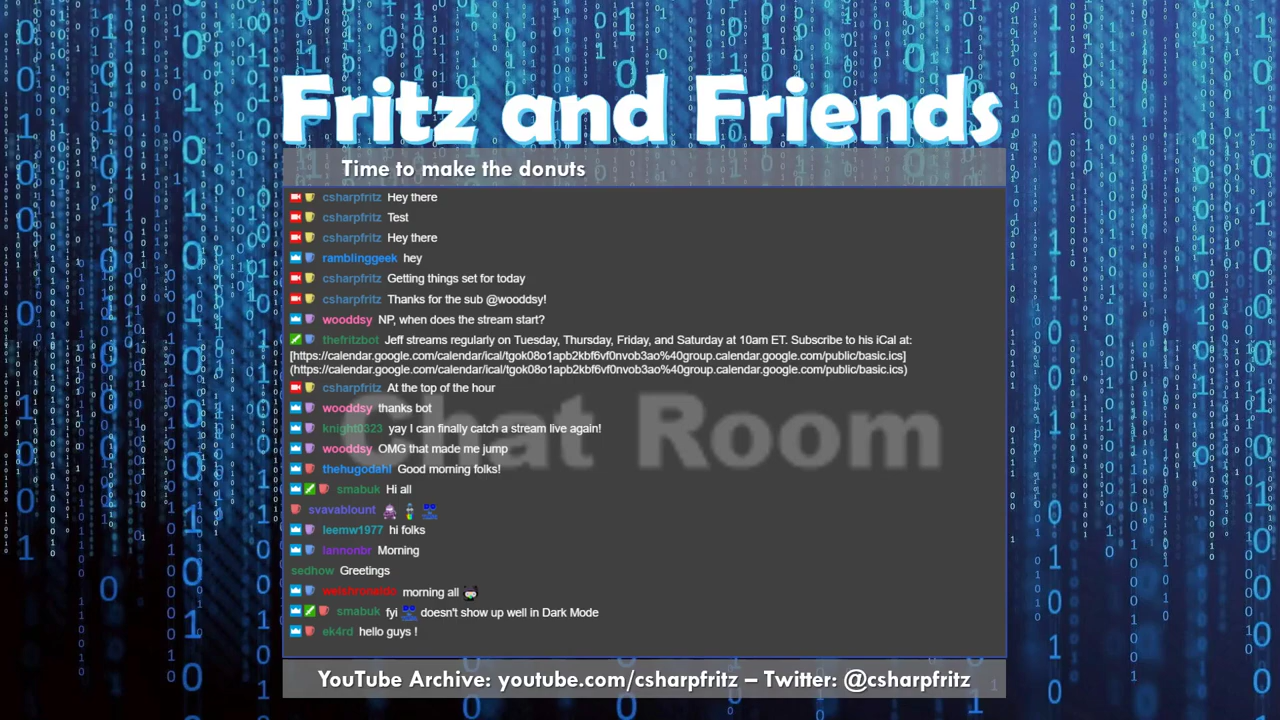 Fritz and Friends
Time to make the donuts
csharpfritz Hey there
csharpfritz Test
csharpfritz Hey there
ramblinggeek hey
csharpfritz Getting things set for today
csharpfritz Thanks for the sub @wooddsy!
wooddsy NP, when does the stream start?
thefritzbot Jeff streams regularly on Tuesday, Thursday, Friday, and Saturday at 10am ET. Subscribe to his iCal at:
[https://calendar.google.com/calendar/ical/tgok08o1apb2kbf6vf0nvob3ao%40group.calendar.google.com/public/basic.ics]
(https://calendar.google.com/calendar/ical/tgok08o1apb2kbf6vf0nvob3ao%40group.calendar.google.com/public/basic.ics)
csharpfritz At the top of the hour
wooddsy thanks bot
knight0323 yay I can finally catch a stream live again!
Chat Room
wooddsy OMG that made me jump
thehugodahl Good morning folks!
smabuk Hi all
svavablount
leemw1977 hi folks
lannonbr Morning
sedhow Greetings
welshronaldo morning all
smabuk fyi doesn't show up well in Dark Mode
ek4rd hello guys !
YouTube Archive: youtube.com/csharpfritz – Twitter: @csharpfritz